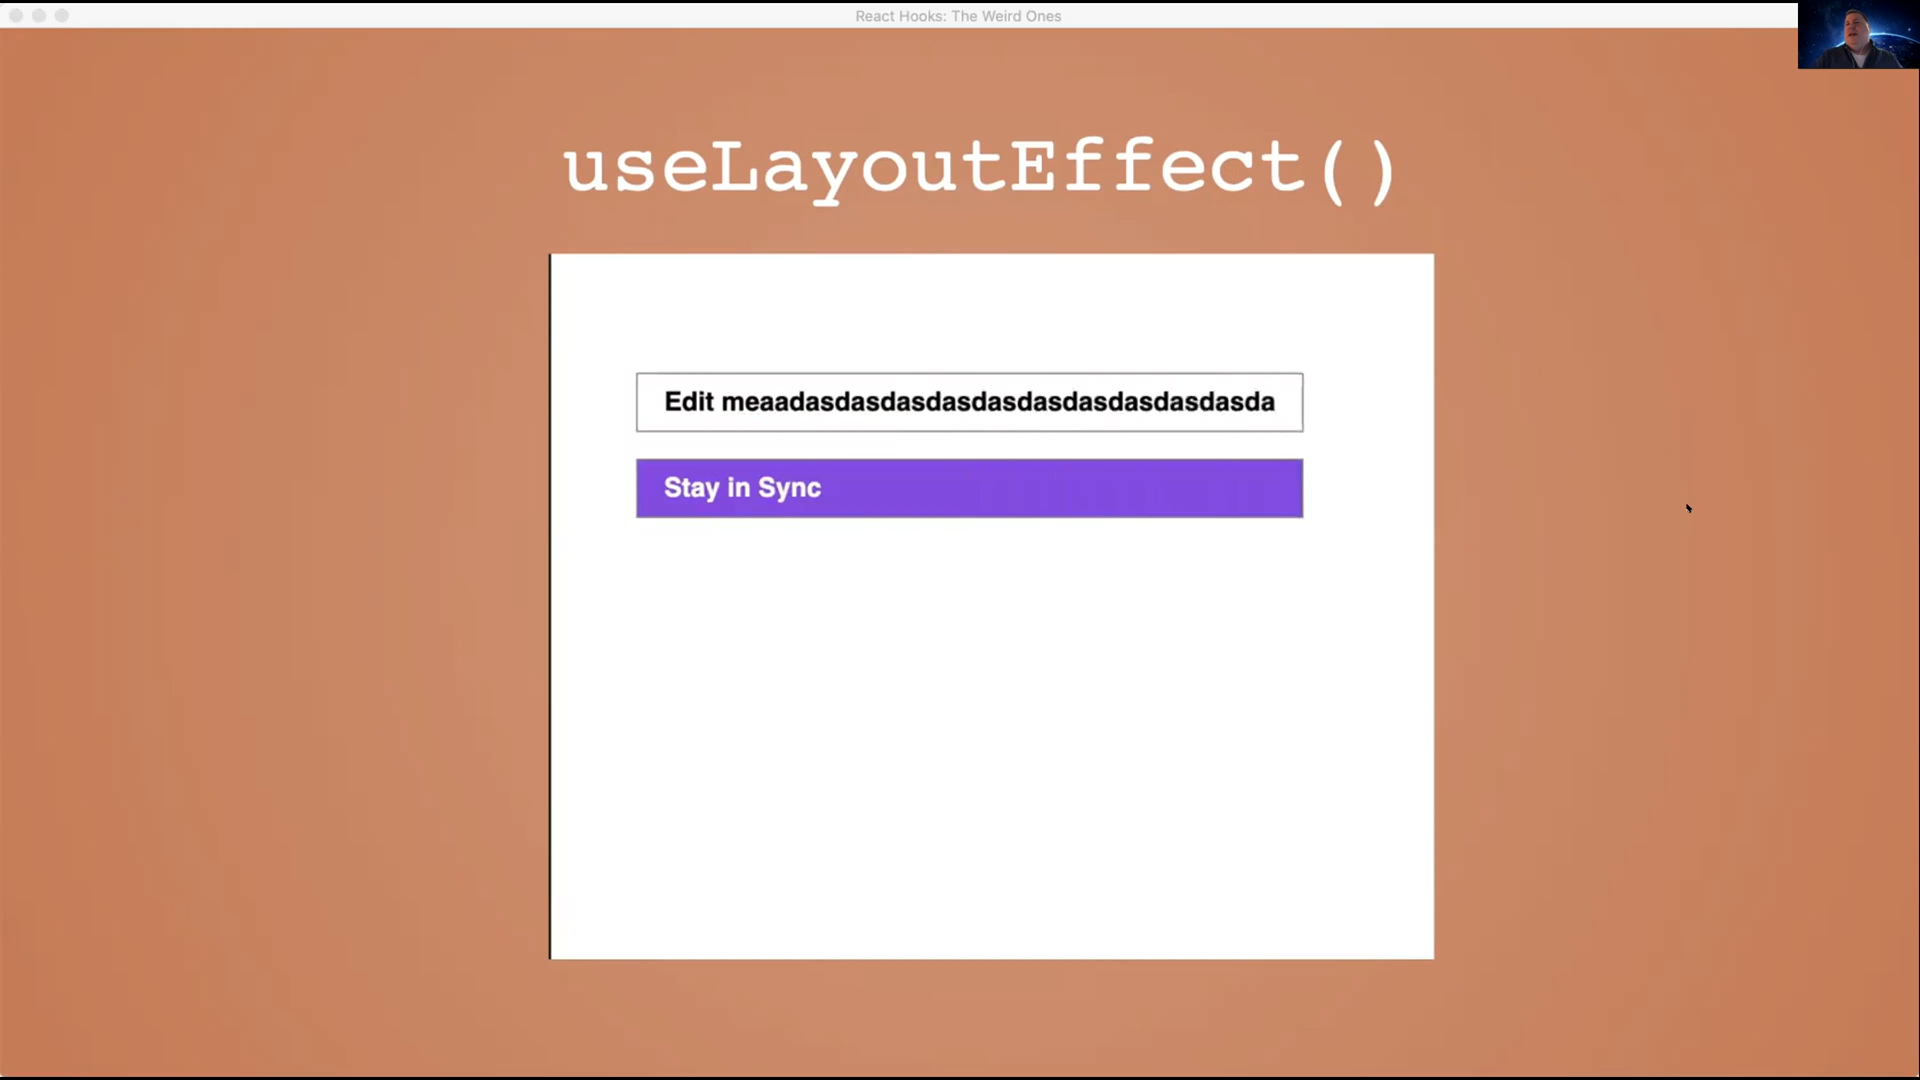 React Hooks: The Weird Ones
useLayoutEffect()
Edit meaadasdasdasdasdasdasdasdasdasdasda
Stay in Sync